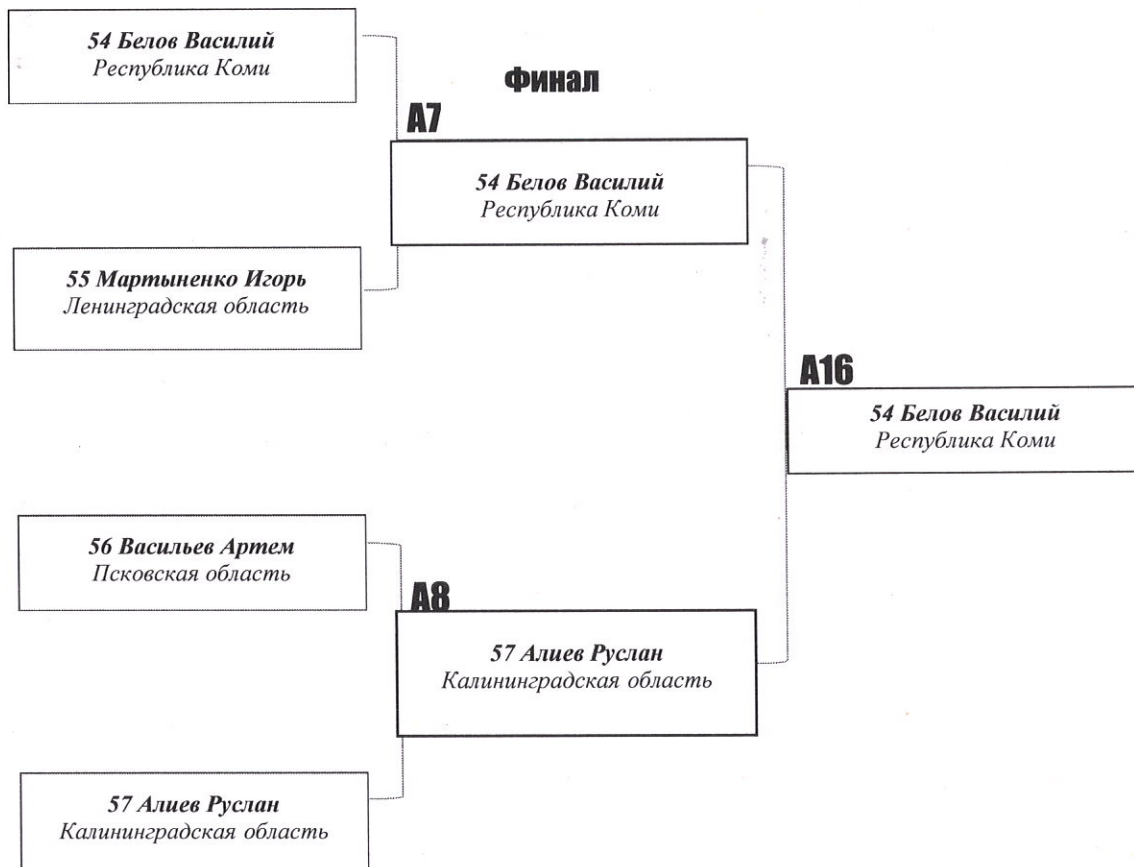 54 Белов Василий
Республика Коми
Финал
А7
54 Белов Василий
Республика Коми
55 Мартыненко Игорь
Ленинградская область
А16
54 Белов Василий
Республика Коми
56 Васильев Артем
Псковская область
А8
57 Алиев Руслан
Калининградская область
57 Алиев Руслан
Калининградская область